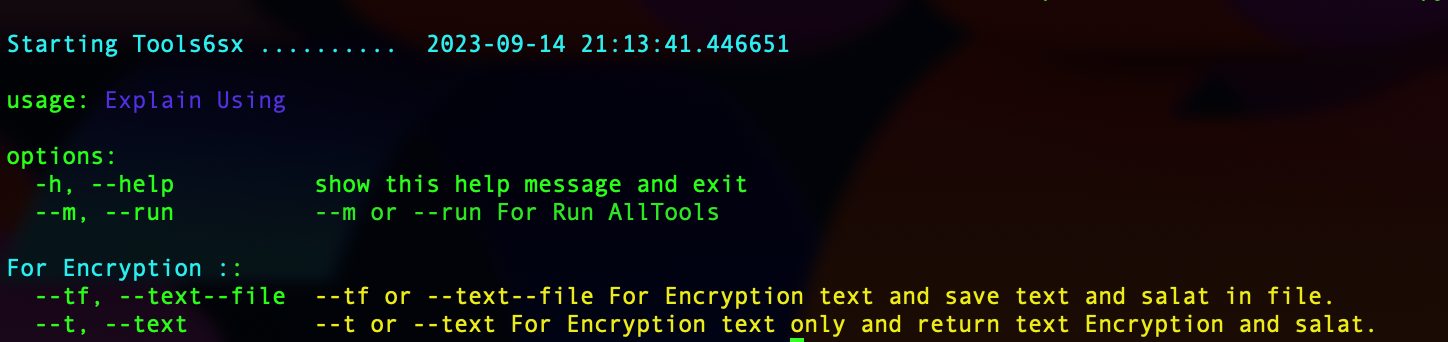 Starting Tools6sx ..........  2023-09-14 21:13:41.446651
usage: Explain Using
options:
-h, --help          show this help message and exit
--m, --run          --m or --run For Run AllTools
For Encryption ::
--tf, --text--file  --tf or --text--file For Encryption text and save text and salat in file.
--t, --text         --t or --text For Encryption text only and return text Encryption and salat.